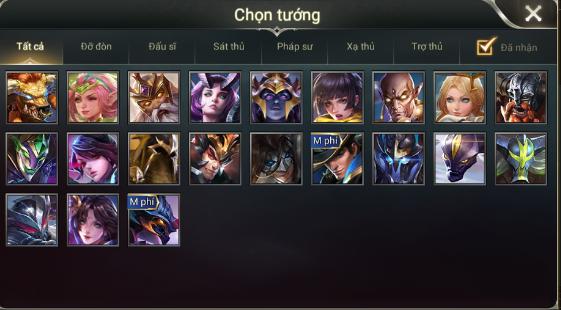 Chọn tướng
Tất cả Đỡ đòn Đấu sĩ Sát thủ Pháp sư Xạ thủ Trợ thủ Đã nhận
M phí
M phí